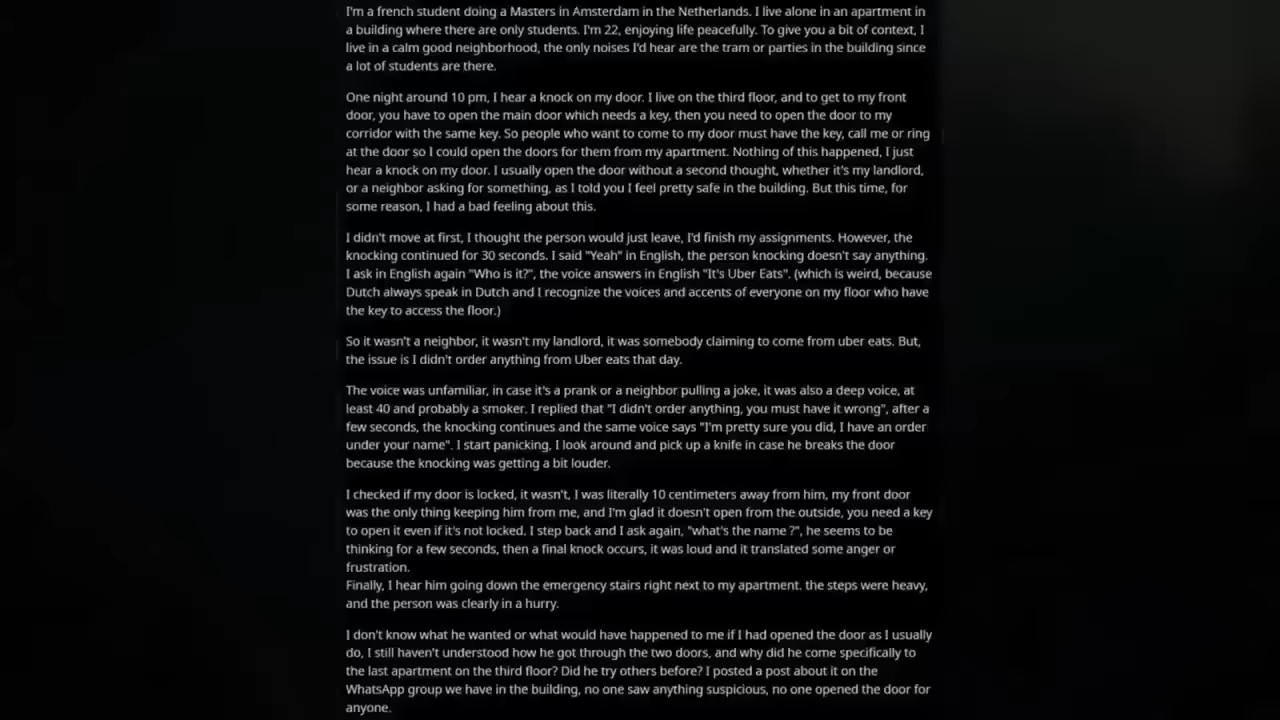 I'm a french student doing a Masters in Amsterdam in the Netherlands. I live alone in an apartment in
a building where there are only students. I'm 22, enjoying life peacefully. To give you a bit of context, I
live in a calm good neighborhood, the only noises I'd hear are the tram or parties in the building since
a lot of students are there.
One night around 10 pm, I hear a knock on my door. I live on the third floor, and to get to my front
door, you have to open the main door which needs a key, then you need to open the door to my
corridor with the same key. So people who want to come to my door must have the key, call me or ring
at the door so I could open the doors for them from my apartment. Nothing of this happened, I just
hear a knock on my door. I usually open the door without a second thought, whether it's my landlord,
or a neighbor asking for something, as I told you I feel pretty safe in the building. But this time, for
some reason, I had a bad feeling about this.
I didn't move at first, I thought the person would just leave, I'd finish my assignments. However, the
knocking continued for 30 seconds. I said "Yeah" in English, the person knocking doesn't say anything.
I ask in English again "Who is it?", the voice answers in English "It's Uber Eats". (which is weird, because
Dutch always speak in Dutch and I recognize the voices and accents of everyone on my floor who have
the key to access the floor.)
So it wasn't a neighbor, it wasn't my landlord, it was somebody claiming to come from uber eats. But,
the issue is I didn't order anything from Uber eats that day.
The voice was unfamiliar, in case it's a prank or a neighbor pulling a joke, it was also a deep voice, at
least 40 and probably a smoker. I replied that "I didn't order anything, you must have it wrong", after a
few seconds, the knocking continues and the same voice says "I'm pretty sure you did, I have an order
under your name". I start panicking, I look around and pick up a knife in case he breaks the door
because the knocking was getting a bit louder.
I checked if my door is locked, it wasn't, I was literally 10 centimeters away from him, my front door
was the only thing keeping him from me, and I'm glad it doesn't open from the outside, you need a key
to open it even if it's not locked. I step back and I ask again, "what's the name ?", he seems to be
thinking for a few seconds, then a final knock occurs, it was loud and it translated some anger or
frustration.
Finally, I hear him going down the emergency stairs right next to my apartment. the steps were heavy,
and the person was clearly in a hurry.
I don't know what he wanted or what would have happened to me if I had opened the door as I usually
do, I still haven't understood how he got through the two doors, and why did he come specifically to
the last apartment on the third floor? Did he try others before? I posted a post about it on the
WhatsApp group we have in the building, no one saw anything suspicious, no one opened the door for
anyone.